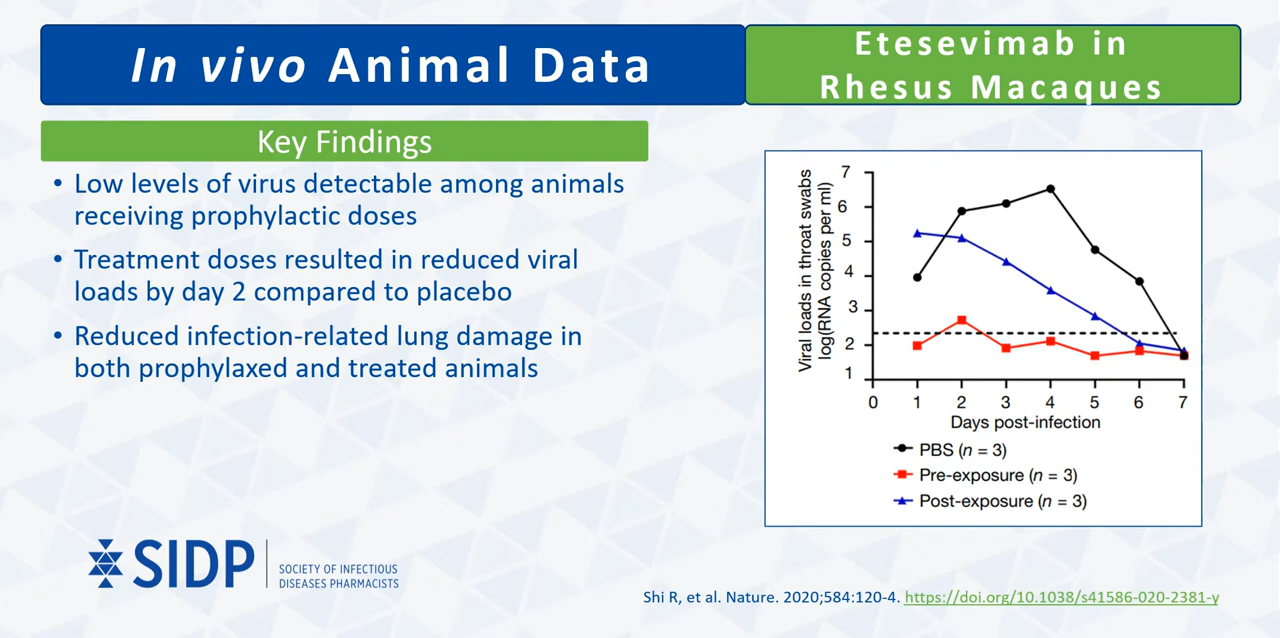 In vivo Animal Data
Etesevimab in
Rhesus Macaques
Key Findings
• Low levels of virus detectable among animals
receiving prophylactic doses
• Treatment doses resulted in reduced viral
loads by day 2 compared to placebo
• Reduced infection-related lung damage in
both prophylaxed and treated animals
Viral loads in throat swabs
log(RNA copies per ml)
7
6
5
4
3
2
1
0 1 2 3 4 5 6 7
Days post-infection
PBS (n = 3)
Pre-exposure (n = 3)
Post-exposure (n = 3)
SIDP
SOCIETY OF INFECTIOUS
DISEASES PHARMACISTS
Shi R, et al. Nature. 2020;584:120-4. https://doi.org/10.1038/s41586-020-2381-y